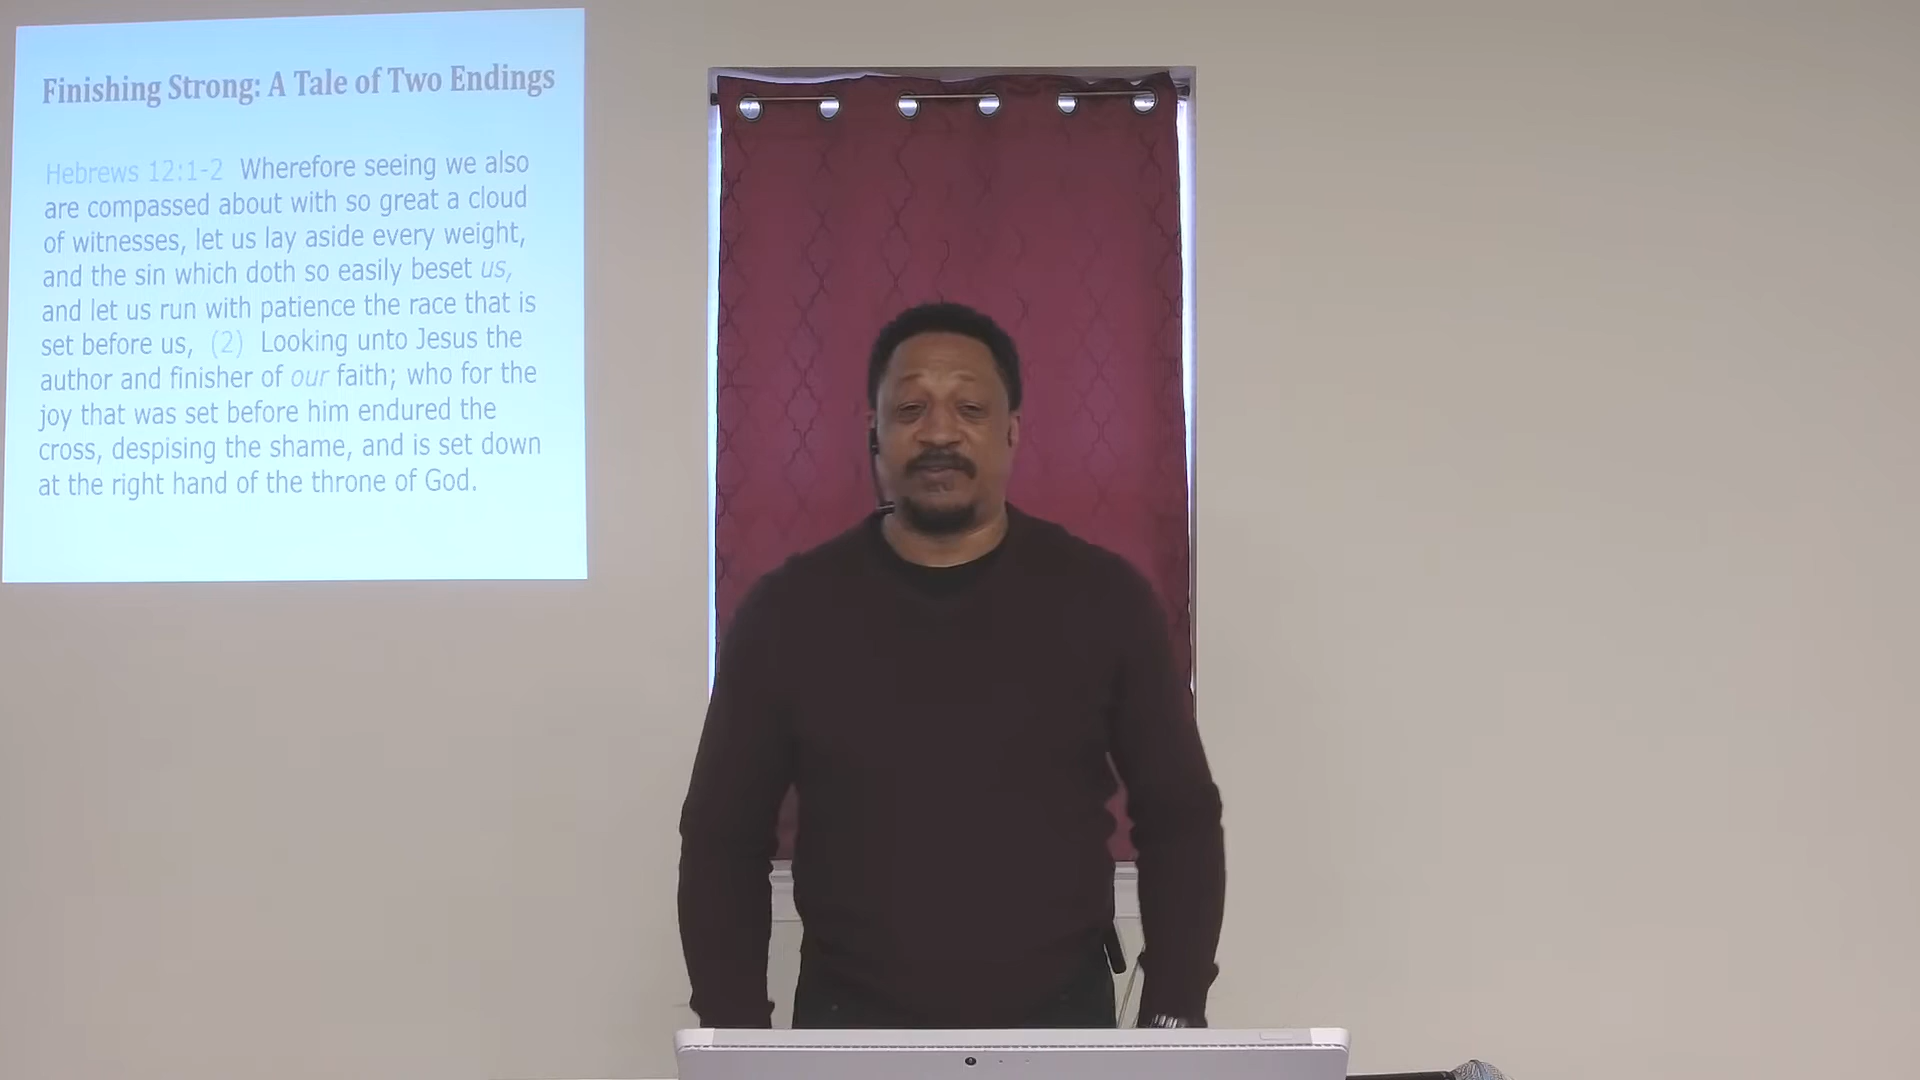 Finishing Strong: A Tale of Two Endings
Hebrews 12:1-2 Wherefore seeing we also
are compassed about with so great a cloud
of witnesses, let us lay aside every weight,
and the sin which doth so easily beset us,
and let us run with patience the race that is
set before us, (2) Looking unto Jesus the
author and finisher of our faith; who for the
joy that was set before him endured the
cross, despising the shame, and is set down
at the right hand of the throne of God.